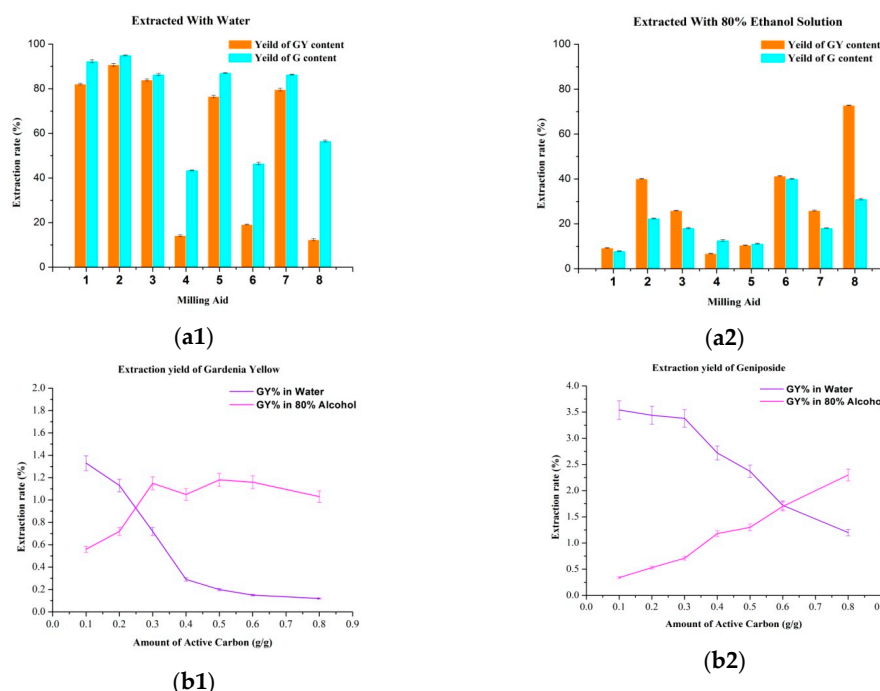 Extracted With Water
Yeild of GY content
Yeild of G content
Extraction rate (%)
100
80
60
40
20
0
1 2 3 4 5 6 7 8
Milling Aid
(a1)
Extracted With 80% Ethanol Solution
Yeild of GY content
Yeild of G content
Extraction rate (%)
100
80
60
40
20
0
1 2 3 4 5 6 7 8
Milling Aid
(a2)
Extraction yield of Gardenia Yellow
GY% in Water
GY% in 80% Alcohol
Extraction rate (%)
2.0
1.8
1.6
1.4
1.2
1.0
0.8
0.6
0.4
0.2
0.0
0.0 0.1 0.2 0.3 0.4 0.5 0.6 0.7 0.8 0.9
Amount of Active Carbon (g/g)
(b1)
Extraction yield of Geniposide
GY% in Water
GY% in 80% Alcohol
Extraction rate (%)
4.0
3.5
3.0
2.5
2.0
1.5
1.0
0.5
0.0
0.0 0.1 0.2 0.3 0.4 0.5 0.6 0.7 0.8
Amount of Active Carbon (g/g)
(b2)